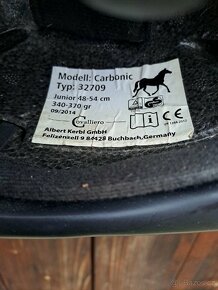 Modell: Carbonic
Typ: 32709
Junior 48-54 cm
340-370 gr
09/2014
Covalliero
Albert Kerbl GmbH
Felizenzell 9 84428 Buchbach, Germany